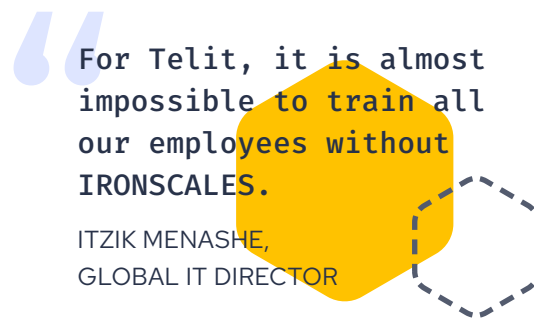 For Telit, it is almost
impossible to train all
our employees without
IRONSCALES.
ITZIK MENASHE,
GLOBAL IT DIRECTOR